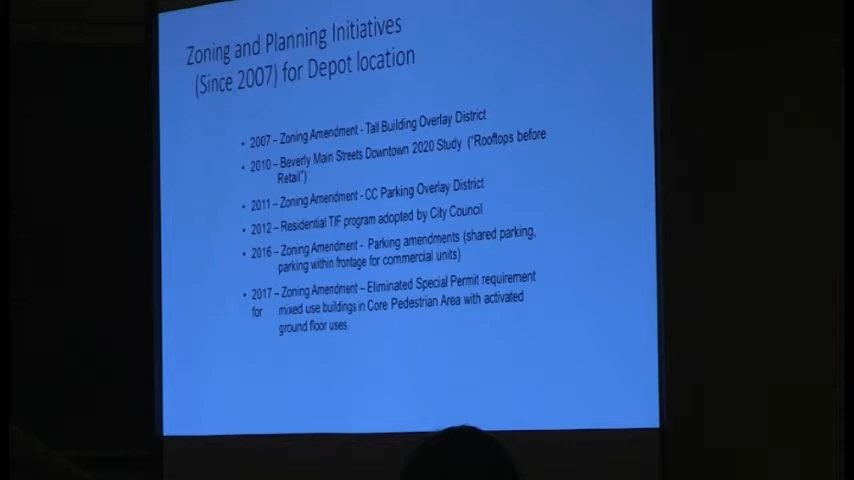 Zoning and Planning Initiatives
(Since 2007) for Depot location
• 2007 – Zoning Amendment - Tall Building Overlay District
• 2010 – Beverly Main Streets Downtown 2020 Study ("Rooftops before
Retail")
• 2011 – Zoning Amendment - CC Parking Overlay District
• 2012 – Residential TIF program adopted by City Council
• 2016 – Zoning Amendment - Parking amendments (shared parking,
parking within frontage for commercial units)
• 2017 – Zoning Amendment – Eliminated Special Permit requirement
for mixed use buildings in Core Pedestrian Area with activated
ground floor uses.